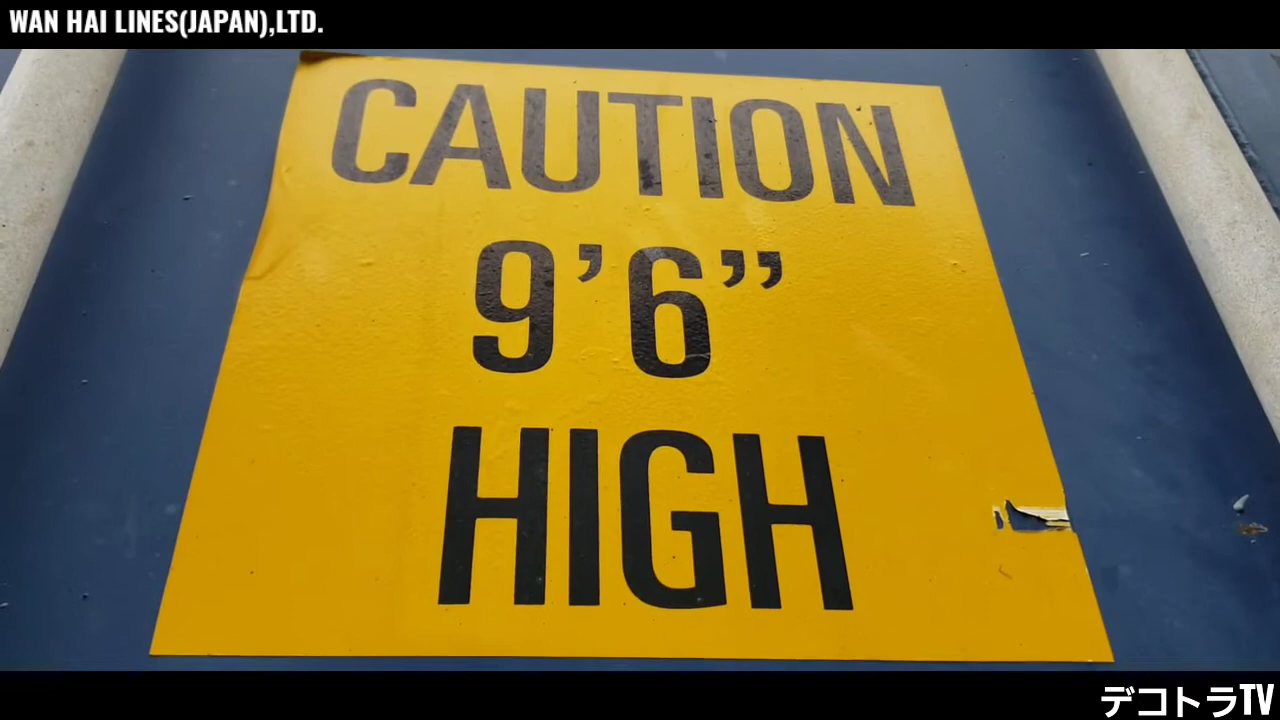 WAN HAI LINES(JAPAN),LTD.
CAUTION
9’6”
HIGH
デコトラTV